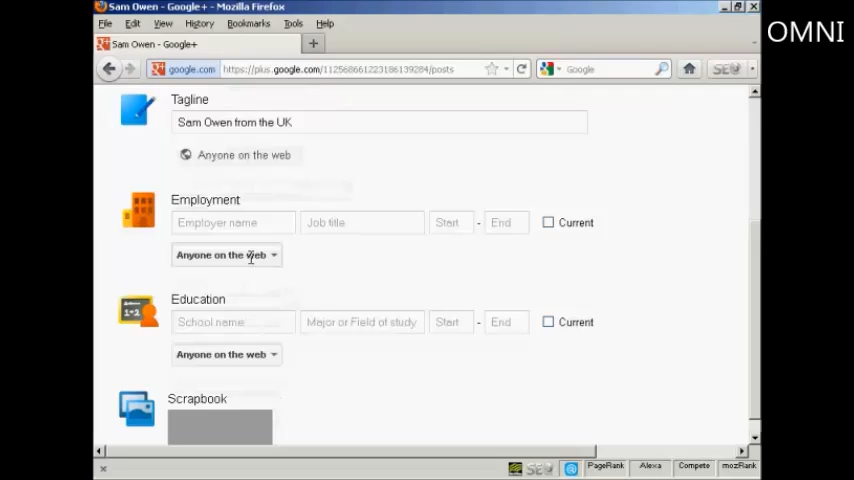 Sam Owen - Google+ - Mozilla Firefox
OMNI
File Edit View History Bookmarks Tools Help
Sam Owen - Google+
google.com https://plus.google.com/112568661223186139284/posts Google SEO
Tagline
Sam Owen from the UK
Anyone on the web
Employment
Employer name Job title Start - End Current
Anyone on the web
Education
1+2
School name Major or Field of study Start - End Current
Anyone on the web
Scrapbook
SEO PageRank Alexa Compete mozRank